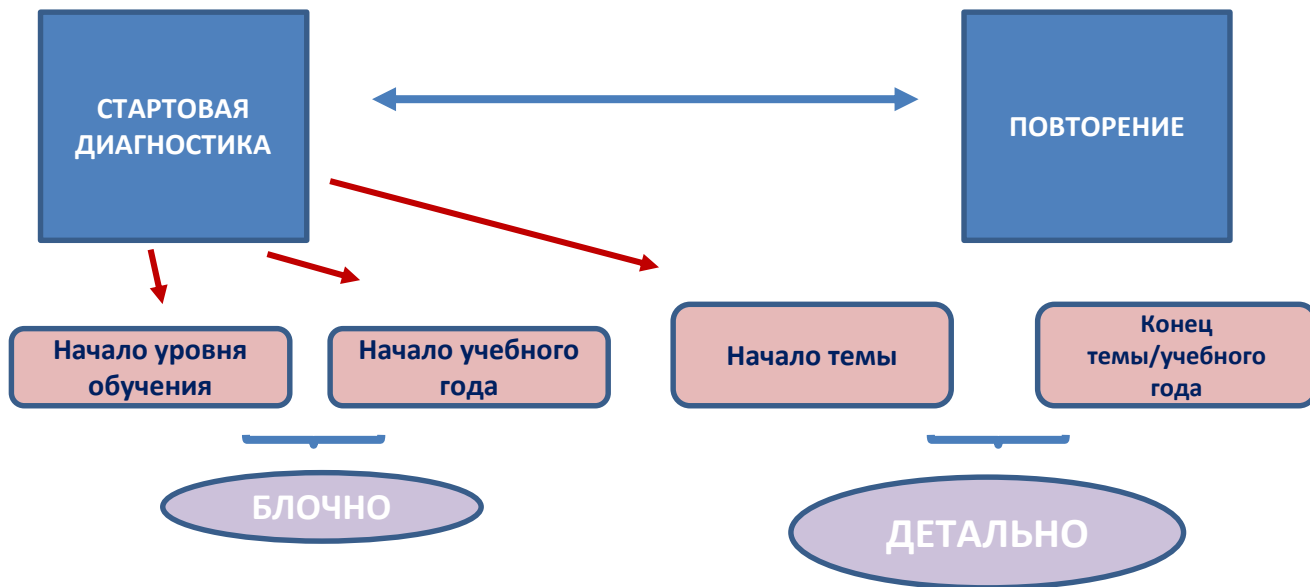 СТАРТОВАЯ
ДИАГНОСТИКА
ПОВТОРЕНИЕ
Начало уровня
обучения
Начало учебного
года
Начало темы
Конец
темы/учебного
года
БЛОЧНО
ДЕТАЛЬНО